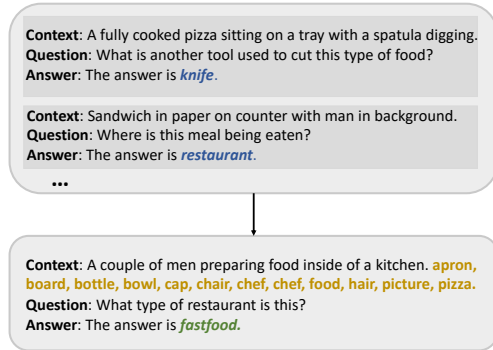 Context: A fully cooked pizza sitting on a tray with a spatula digging.
Question: What is another tool used to cut this type of food?
Answer: The answer is knife.
Context: Sandwich in paper on counter with man in background.
Question: Where is this meal being eaten?
Answer: The answer is restaurant.
...
Context: A couple of men preparing food inside of a kitchen. apron,
board, bottle, bowl, cap, chair, chef, chef, food, hair, picture, pizza.
Question: What type of restaurant is this?
Answer: The answer is fastfood.